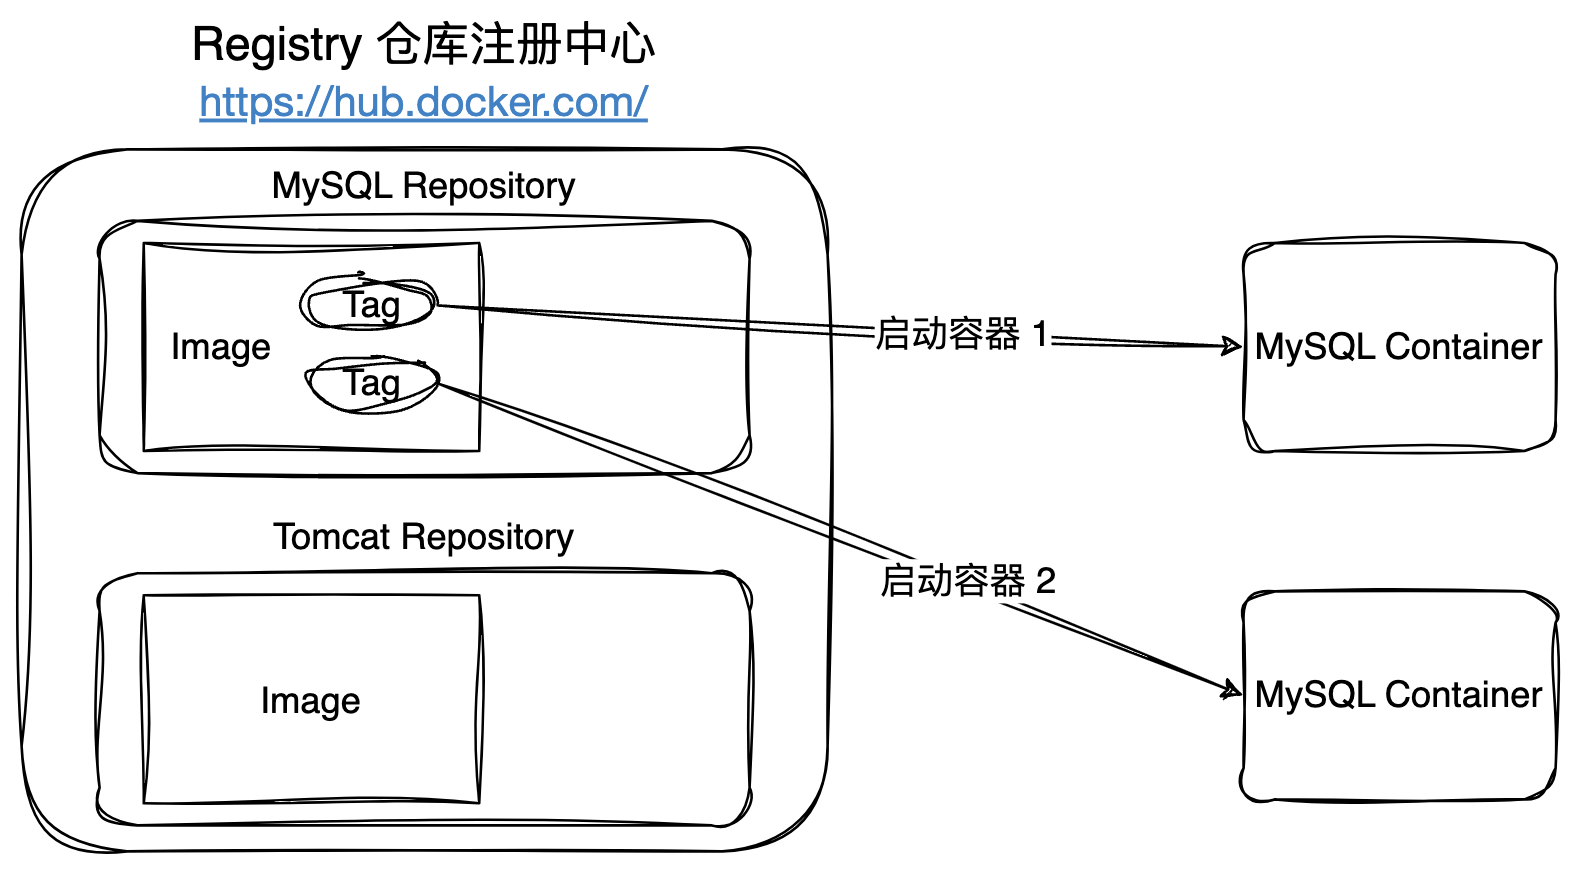 Registry 仓库注册中心
https://hub.docker.com/
MySQL Repository
Tag
Image
Tag
启动容器 1
MySQL Container
Tomcat Repository
启动容器 2
Image
MySQL Container